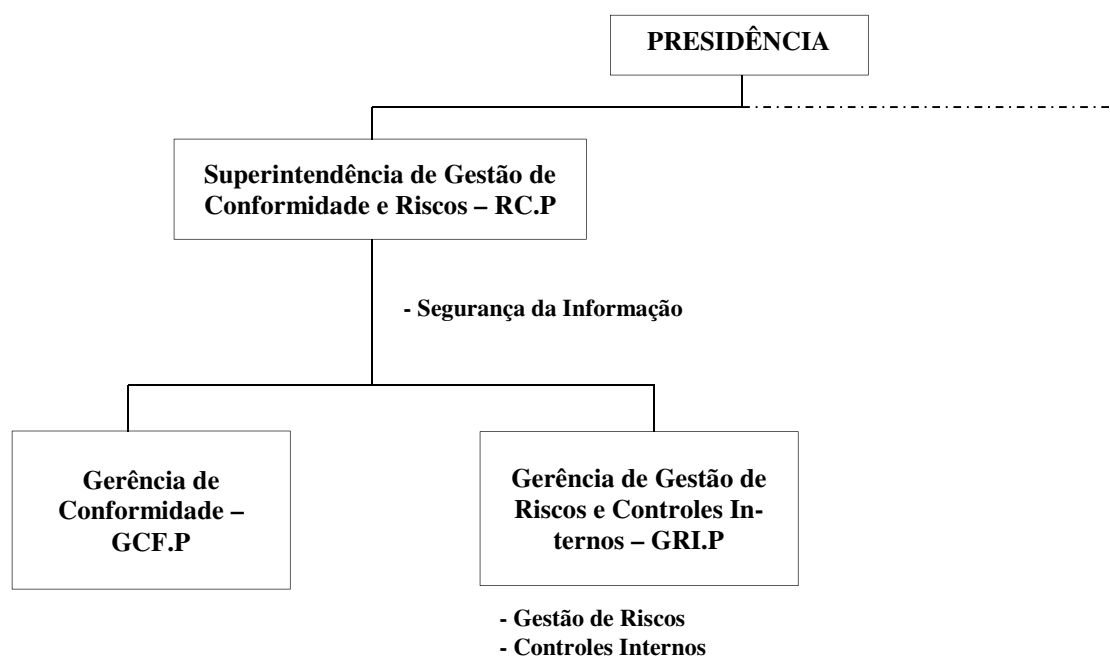 PRESIDÊNCIA
Superintendência de Gestão de
Conformidade e Riscos – RC.P
- Segurança da Informação
Gerência de
Conformidade –
GCF.P
Gerência de Gestão de
Riscos e Controles In-
ternos – GRI.P
- Gestão de Riscos
- Controles Internos